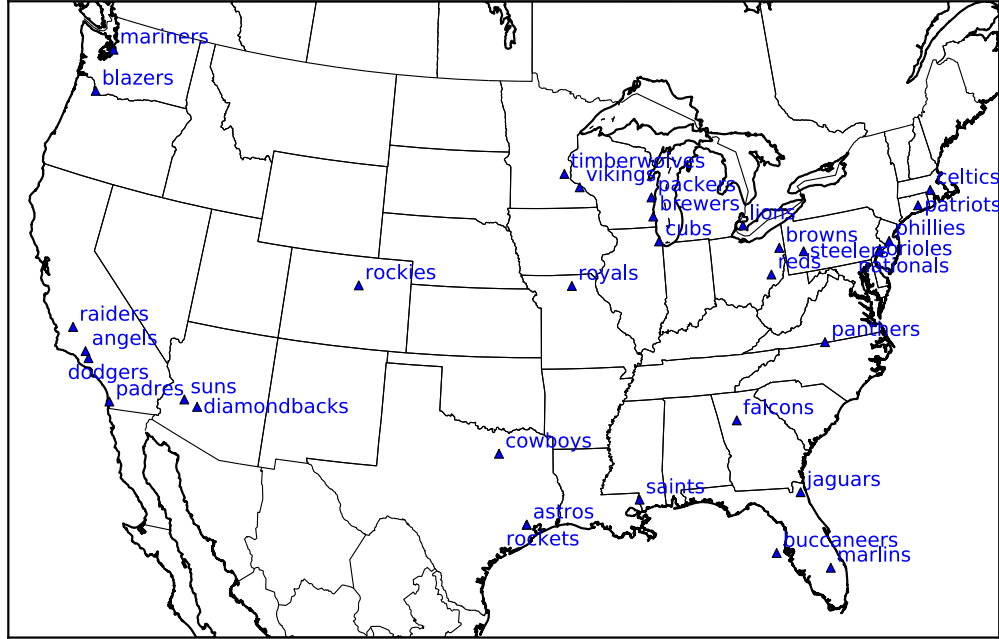 mariners
blazers
timberwolves
vikings
packers
brewers
celtics
patriots
lions
cubs
phillies
browns
steelers
orioles
reds
nationals
rockies
royals
raiders
angels
panthers
dodgers
padres
suns
diamondbacks
falcons
cowboys
jaguars
saints
astros
rockets
buccaneers
marlins